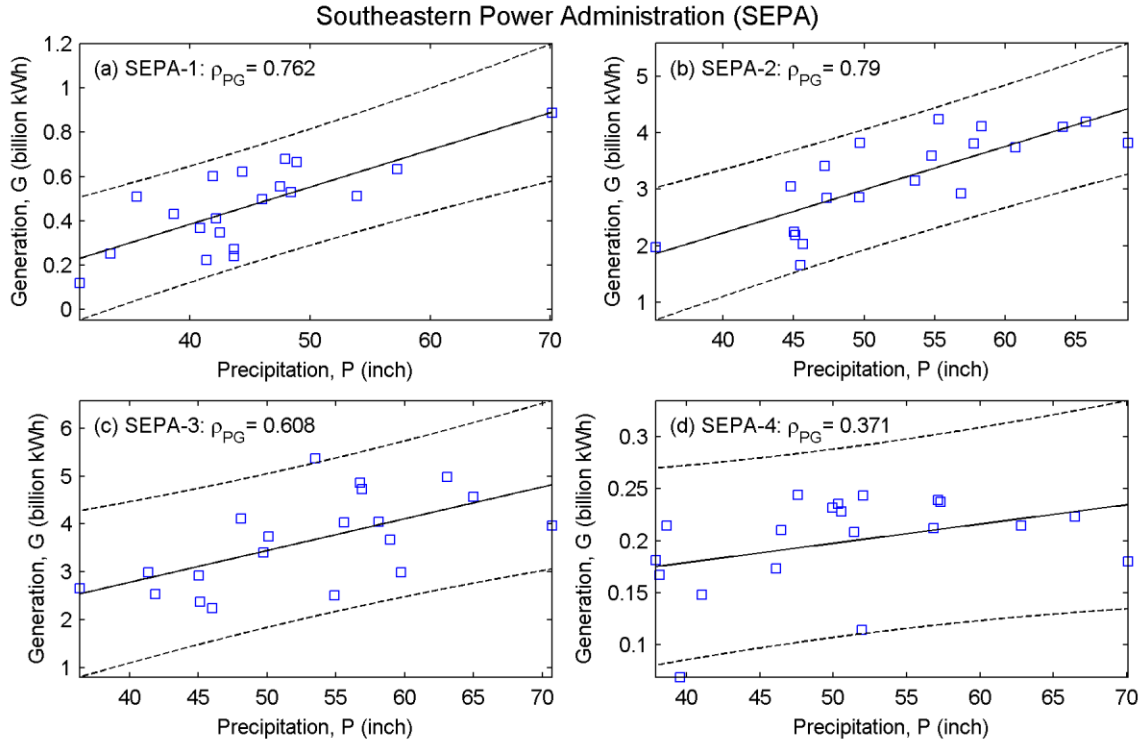 Southeastern Power Administration (SEPA)
(a) SEPA-1: ρPG= 0.762
Generation, G (billion kWh)
1.2
1
0.8
0.6
0.4
0.2
0
40 50 60 70
Precipitation, P (inch)
(b) SEPA-2: ρPG= 0.79
Generation, G (billion kWh)
5
4
3
2
1
40 45 50 55 60 65
Precipitation, P (inch)
(c) SEPA-3: ρPG= 0.608
Generation, G (billion kWh)
6
5
4
3
2
1
40 45 50 55 60 65 70
Precipitation, P (inch)
(d) SEPA-4: ρPG= 0.371
Generation, G (billion kWh)
0.3
0.25
0.2
0.15
0.1
40 45 50 55 60 65 70
Precipitation, P (inch)